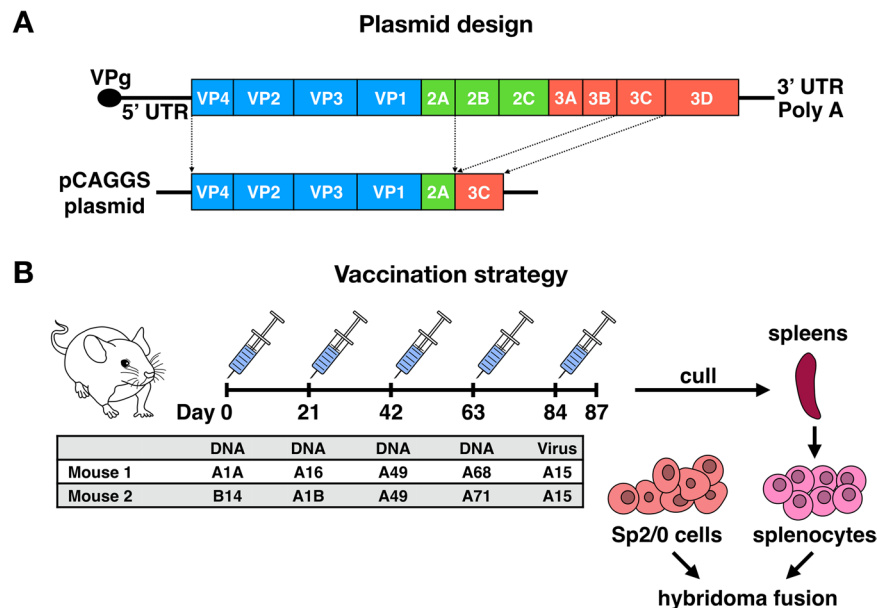 A
Plasmid design
VPg
5' UTR
VP4 VP2 VP3 VP1 2A 2B 2C 3A 3B 3C 3D
3' UTR
Poly A
pCAGGS
plasmid
VP4 VP2 VP3 VP1 2A 3C
B
Vaccination strategy
Day 0 21 42 63 84 87
DNA DNA DNA DNA Virus
Mouse 1 A1A A16 A49 A68 A15
Mouse 2 B14 A1B A49 A71 A15
cull
spleens
Sp2/0 cells
splenocytes
hybridoma fusion